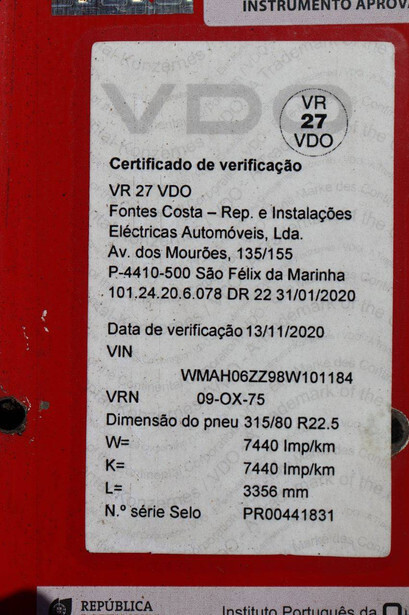 INSTRUMENTO APROVA
VDO
VR
27
VDO
Certificado de verificação
VR 27 VDO
Fontes Costa – Rep. e Instalações
Eléctricas Automóveis, Lda.
Av. dos Mourões, 135/155
P-4410-500 São Félix da Marinha
101.24.20.6.078 DR 22 31/01/2020
Data de verificação 13/11/2020
VIN
WMAH06ZZ98W101184
VRN 09-OX-75
Dimensão do pneu 315/80 R22.5
W= 7440 Imp/km
K= 7440 Imp/km
L= 3356 mm
N.º série Selo PR00441831
REPÚBLICA
Instituto Português da